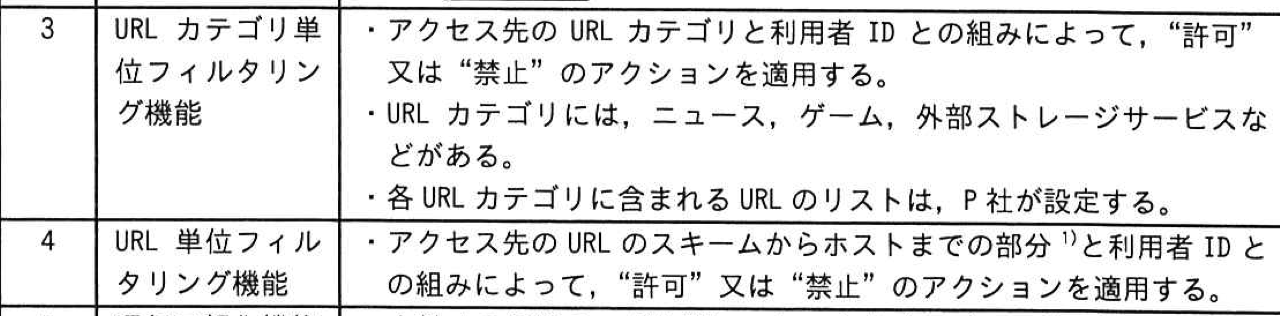 3
URL カテゴリ単
位フィルタリン
グ機能
・アクセス先の URL カテゴリと利用者 ID との組みによって，“許可”
又は“禁止”のアクションを適用する。
・URL カテゴリには，ニュース，ゲーム，外部ストレージサービスな
どがある。
・各 URL カテゴリに含まれる URL のリストは，P 社が設定する。
4
URL 単位フィル
タリング機能
・アクセス先の URL のスキームからホストまでの部分 1)と利用者 ID と
の組みによって，“許可”又は“禁止”のアクションを適用する。